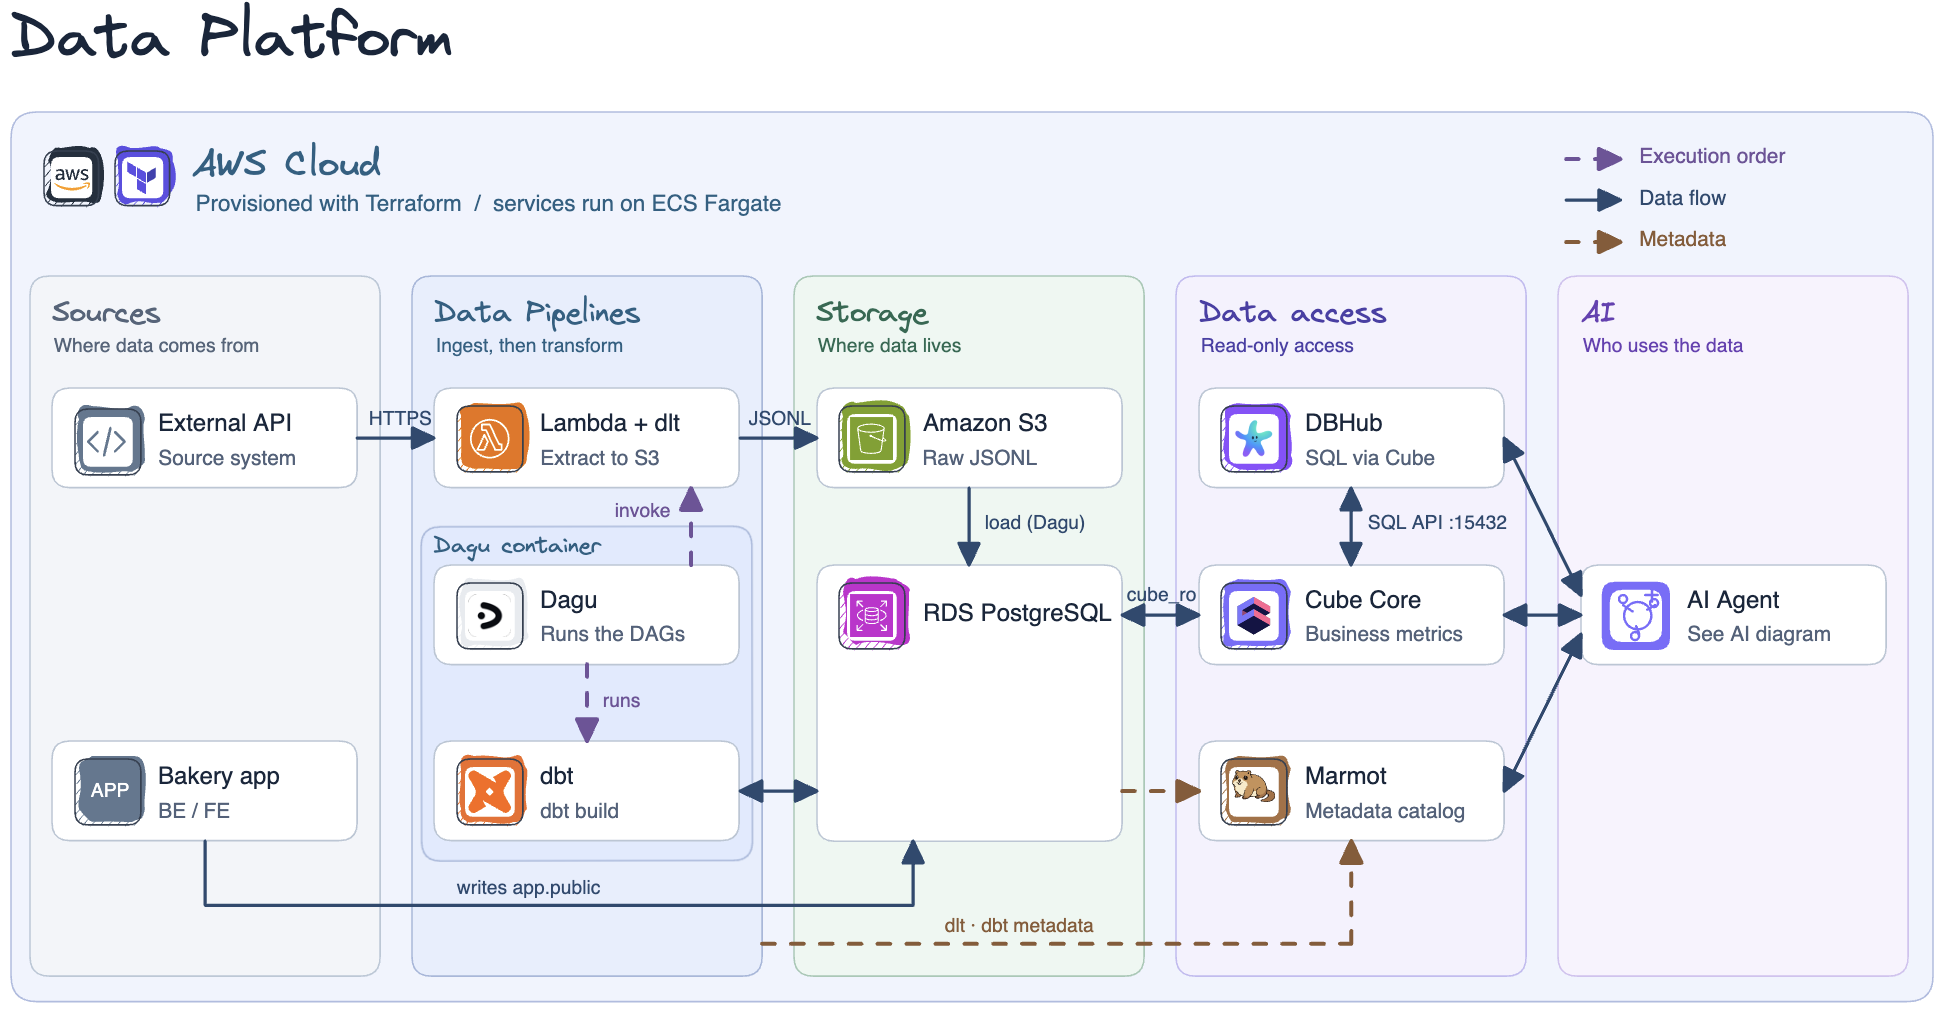 Data Platform
aws
AWS Cloud
Provisioned with Terraform / services run on ECS Fargate
Execution order
Data flow
Metadata
Sources
Where data comes from
External API
Source system
HTTPS
APP
Bakery app
BE / FE
writes app.public
Data Pipelines
Ingest, then transform
Lambda + dlt
Extract to S3
JSONL
invoke
Dagu container
Dagu
Runs the DAGs
runs
dbt
dbt build
Storage
Where data lives
Amazon S3
Raw JSONL
load (Dagu)
RDS PostgreSQL
cube_ro
dlt · dbt metadata
Data access
Read-only access
DBHub
SQL via Cube
SQL API :15432
Cube Core
Business metrics
Marmot
Metadata catalog
AI
Who uses the data
AI Agent
See AI diagram